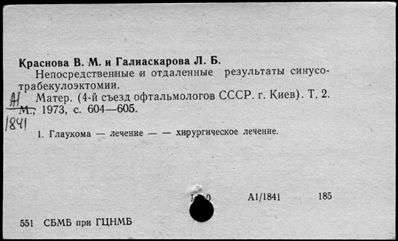 Краснова В. М. и Галиаскарова Л. Б.
Непосредственные и отдаленные результаты синусо-
трабекулоэктомии.
Матер. (4-й съезд офтальмологов СССР. г. Киев). Т. 2.
М., 1973, с. 604—605.
А1
1841
1. Глаукома — лечение — — хирургическое лечение.
А1/1841 185
551 СБМБ при ГЦНМБ